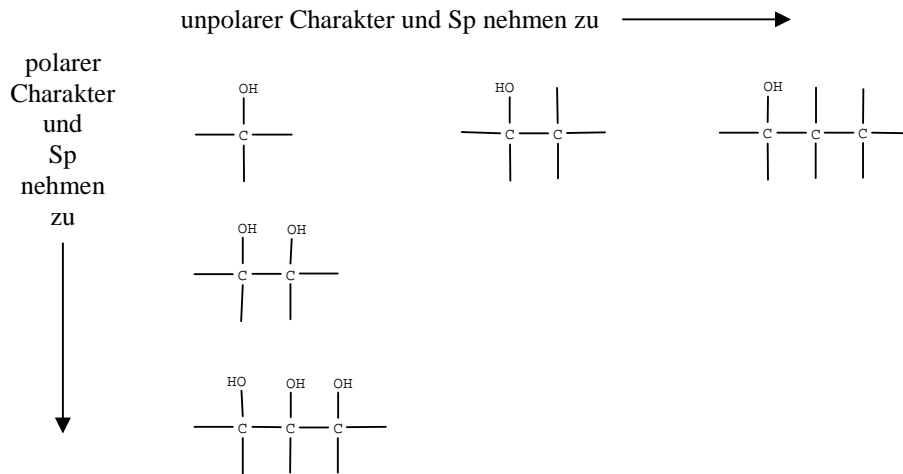 unpolarer Charakter und Sp nehmen zu
polarer
Charakter
und
Sp
nehmen
zu
OH
C
HO
C C
OH
C C C
OH OH
C C
HO OH OH
C C C